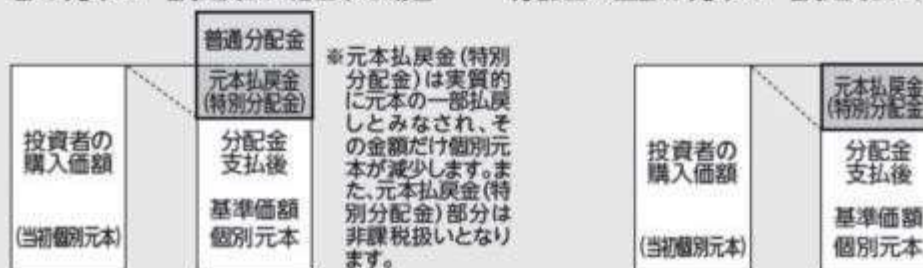 普通分配金
元本払戻金
(特別分配金)
投資者の
購入価額
(当初個別元本)
分配金
支払後
基準価額
個別元本
※元本払戻金(特別
分配金)は実質的
に元本の一部払戻
しとみなされ、そ
の金額だけ個別元
本が減少します。ま
た、元本払戻金(特
別分配金)部分は
非課税扱いとなり
ます。
元本払戻金
(特別分配金
投資者の
購入価額
(当初個別元本)
分配金
支払後
基準価額
個別元本